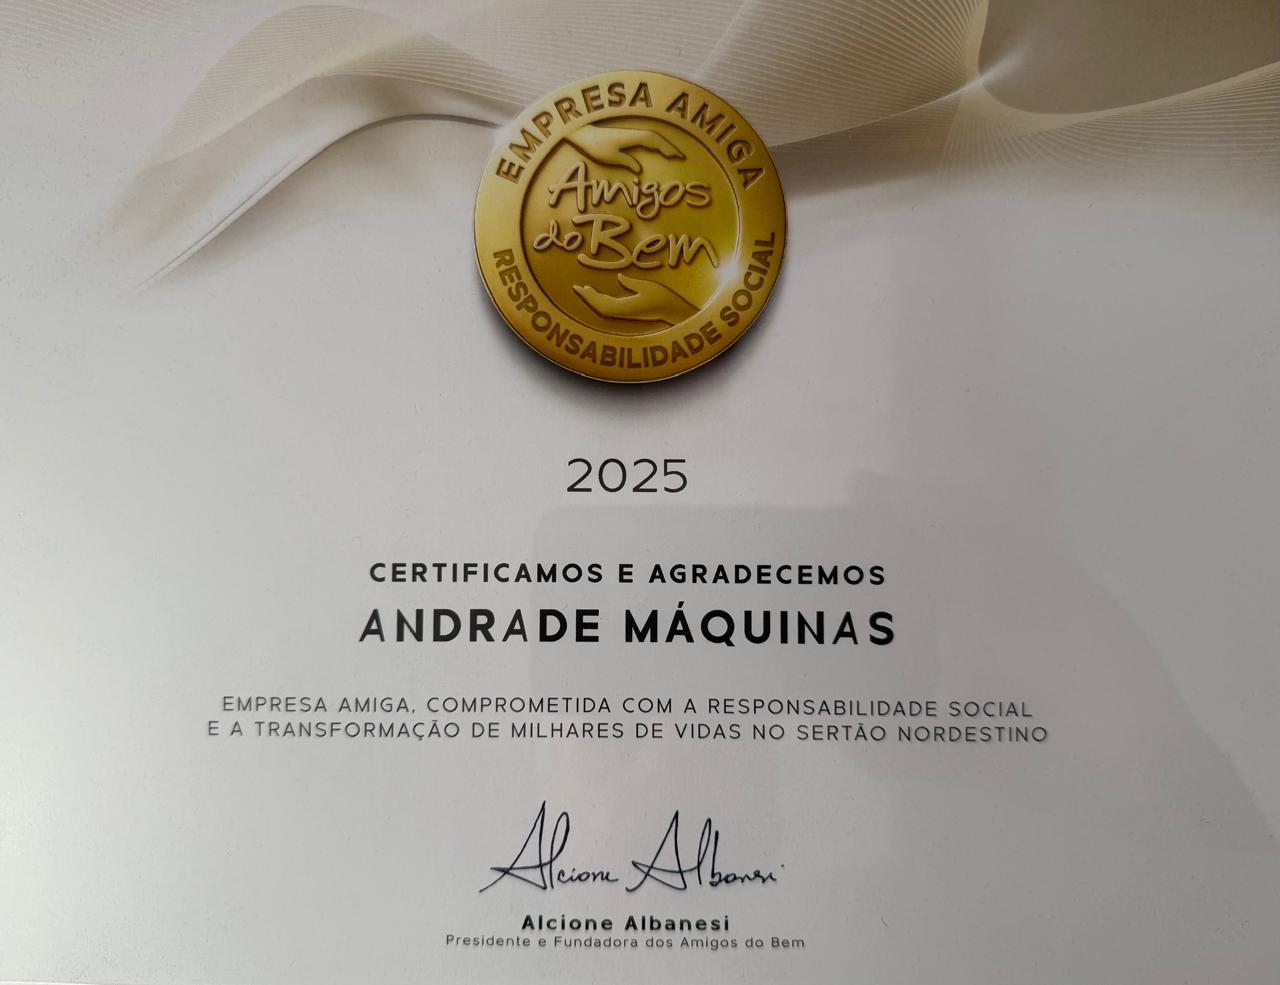 EMPRESA AMIGA
Amigos
do Bem
RESPONSABILIDADE SOCIAL
2025
CERTIFICAMOS E AGRADECEMOS
ANDRADE MÁQUINAS
EMPRESA AMIGA, COMPROMETIDA COM A RESPONSABILIDADE SOCIAL
E A TRANSFORMAÇÃO DE MILHARES DE VIDAS NO SERTÃO NORDESTINO
Alcione Albanesi
Alcione Albanesi
Presidente e Fundadora dos Amigos do Bem